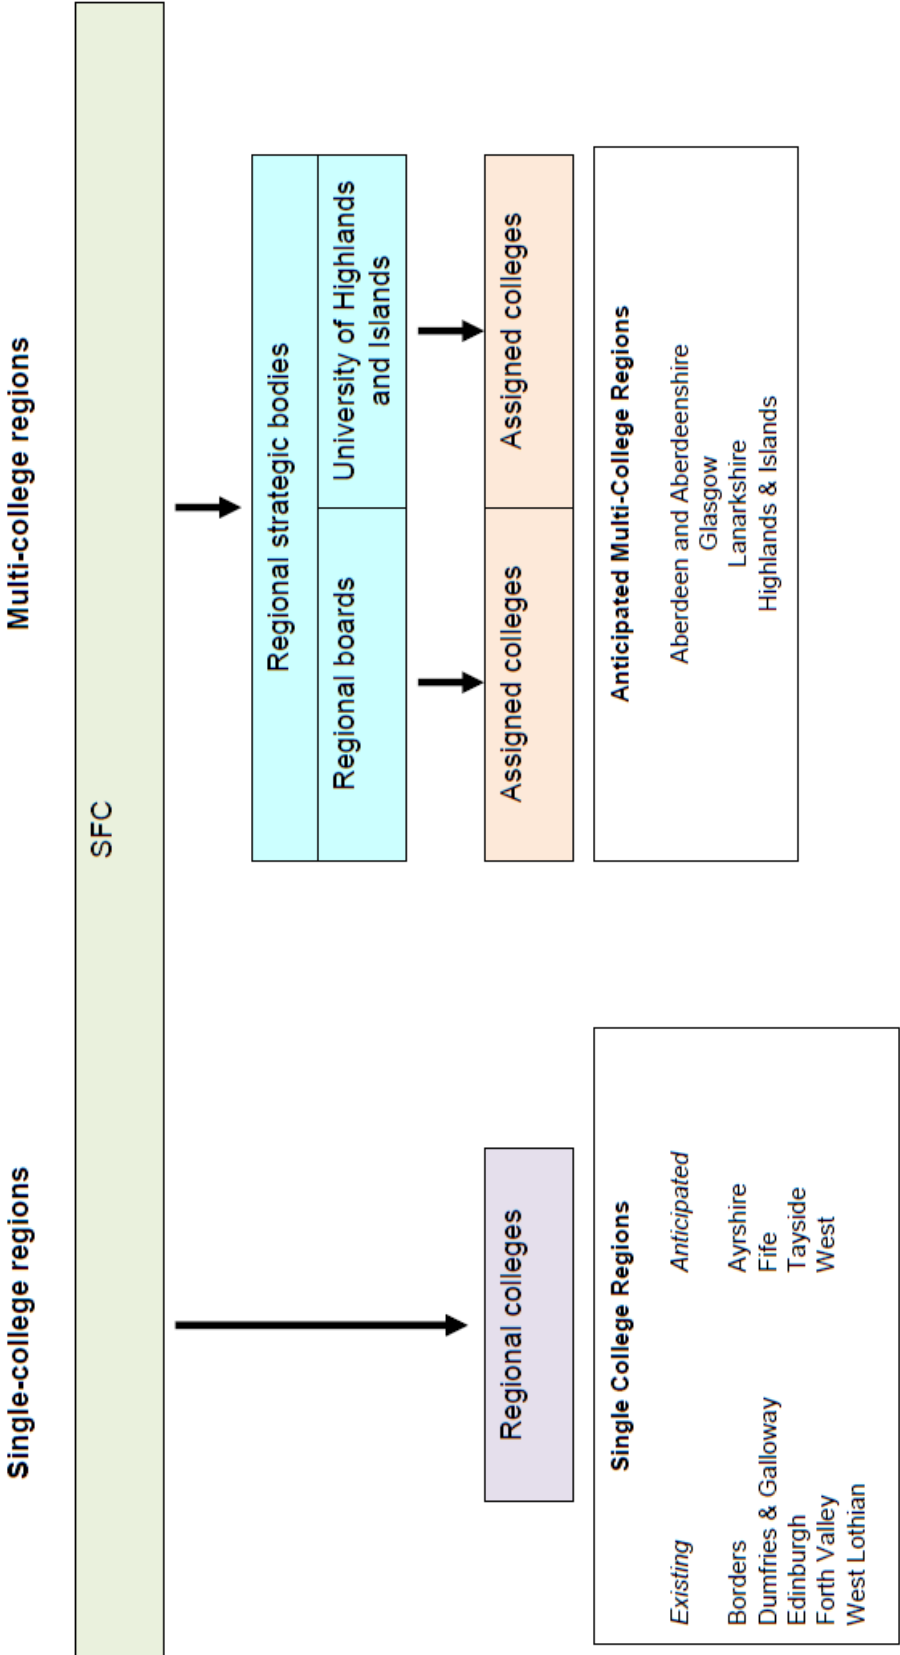 Single-college regions
Multi-college regions
SFC
Regional strategic bodies
Regional boards
University of Highlands
and Islands
Regional colleges
Assigned colleges
Assigned colleges
Single College Regions
Existing
Anticipated
Borders
Ayrshire
Dumfries & Galloway
Fife
Edinburgh
Tayside
Forth Valley
West
West Lothian
Anticipated Multi-College Regions
Aberdeen and Aberdeenshire
Glasgow
Lanarkshire
Highlands & Islands